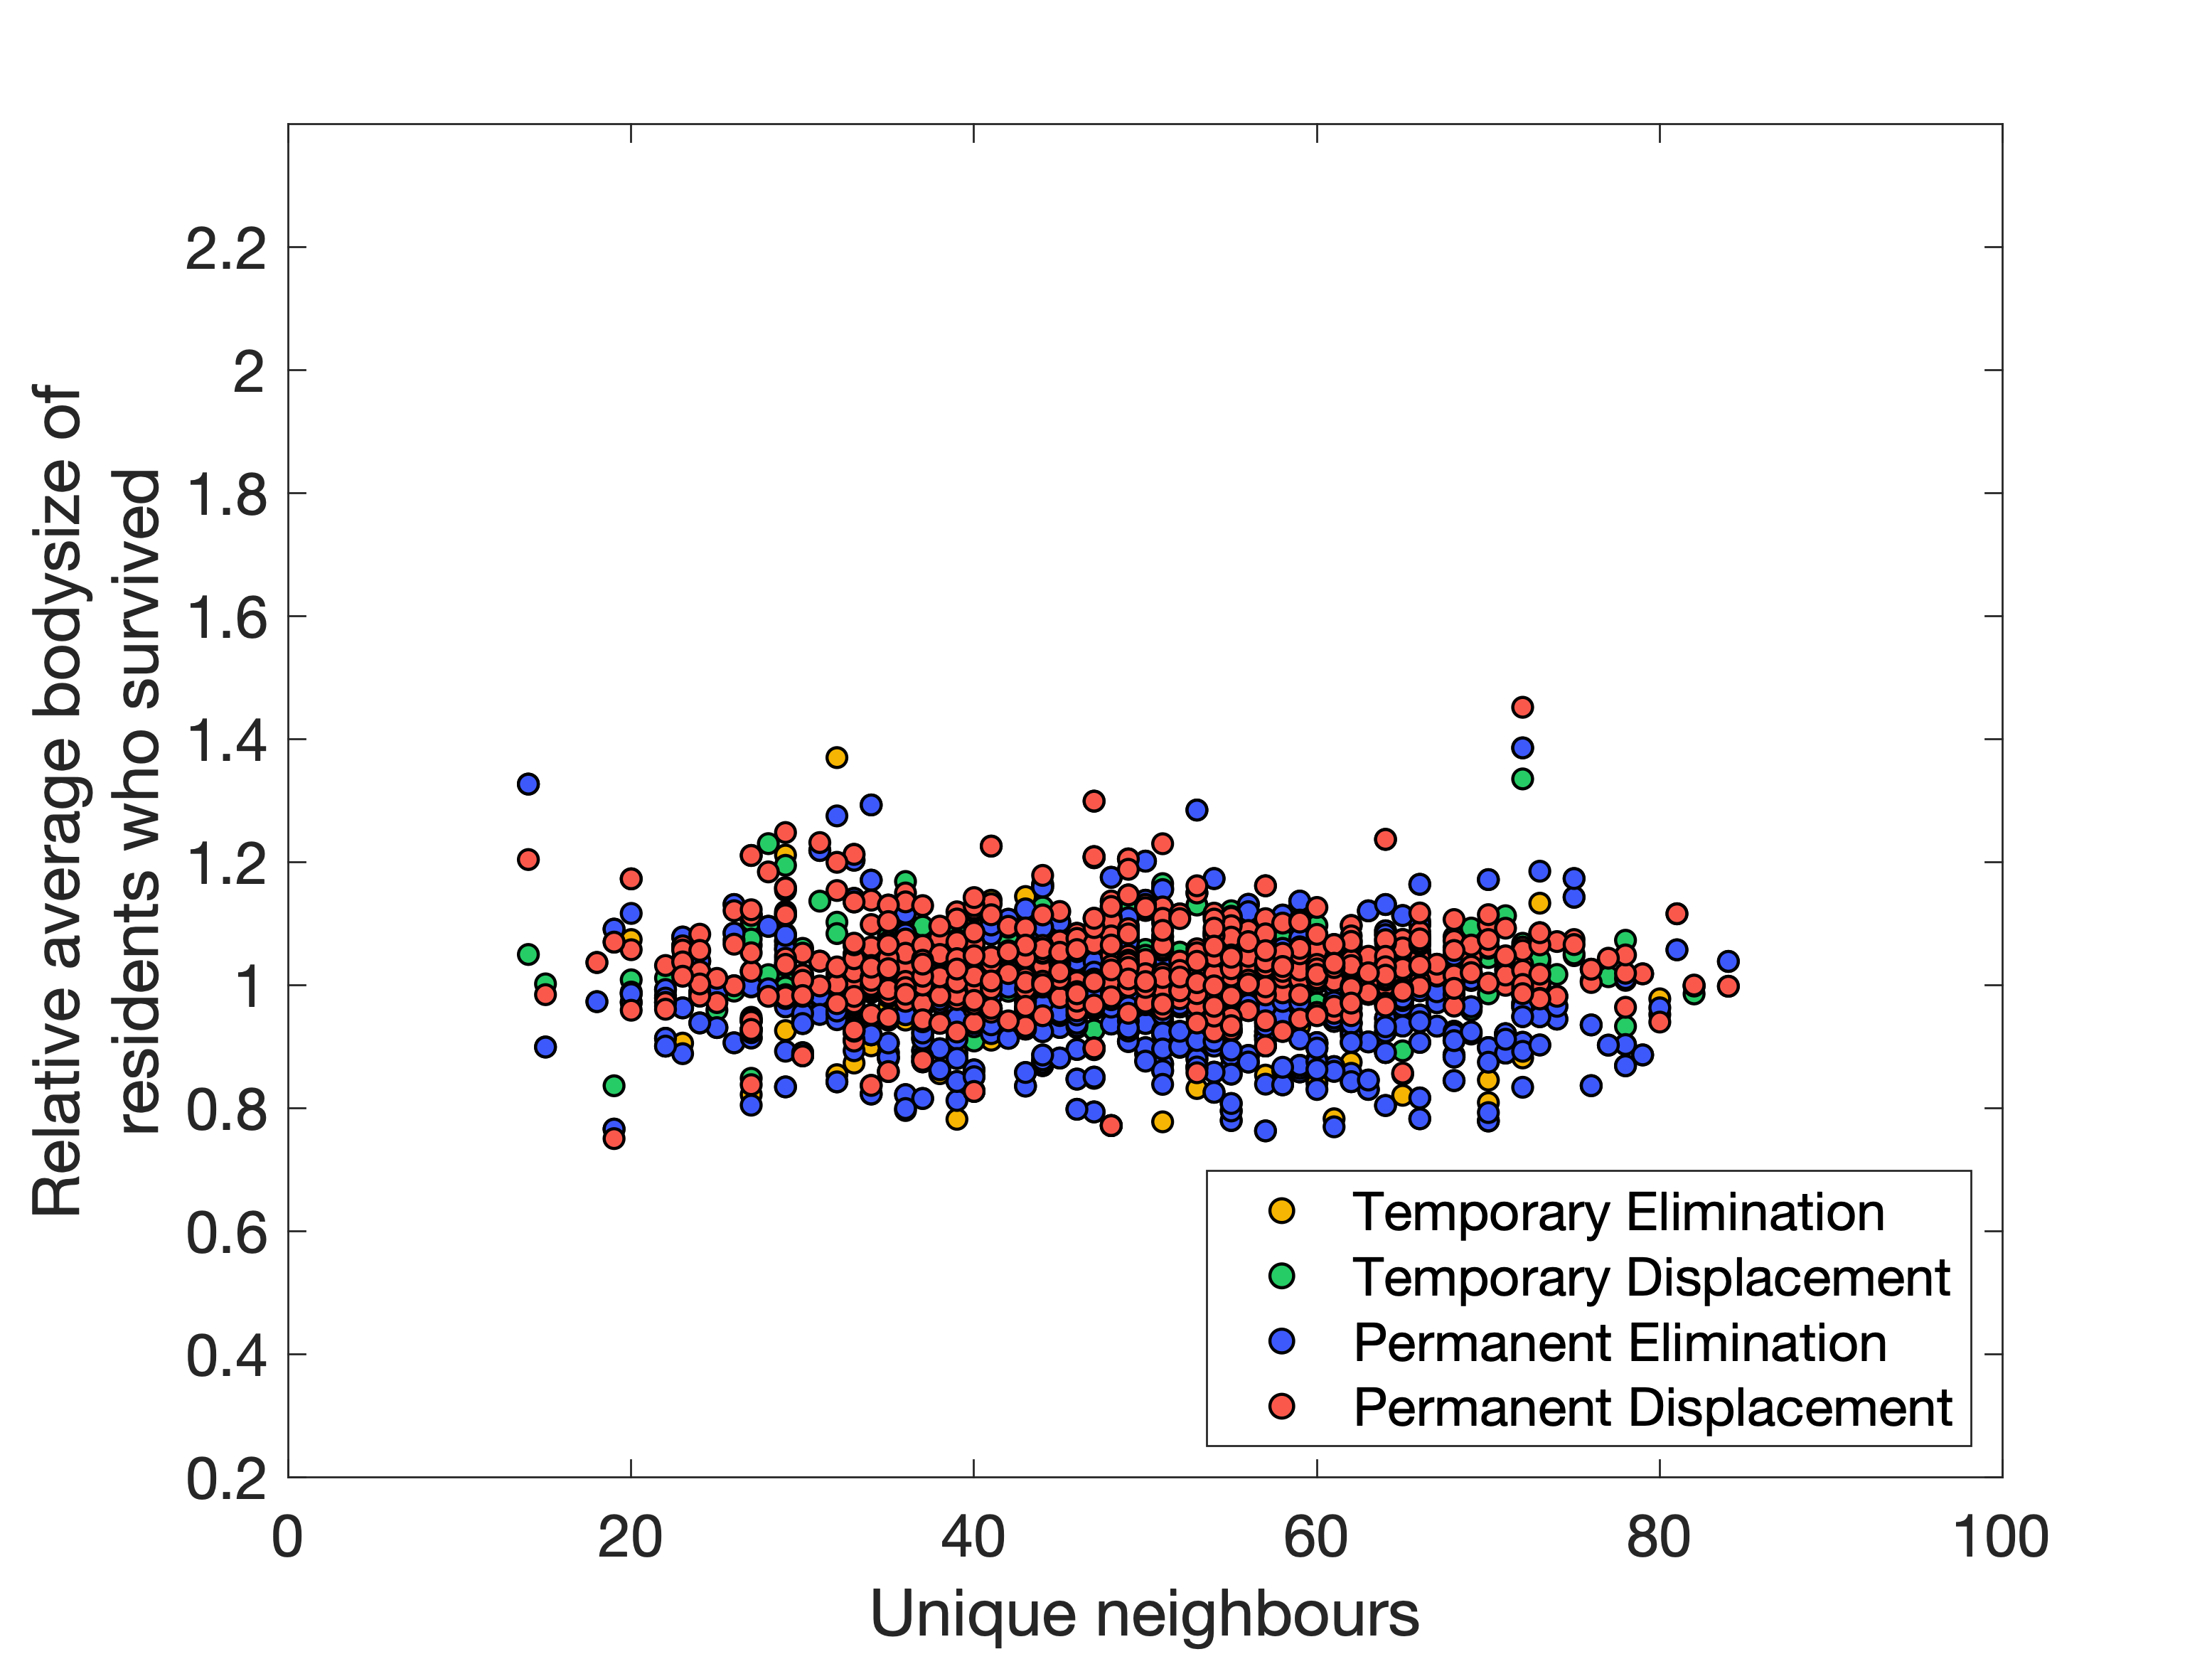 Relative average bodysize of
residents who survived
2.2
2
1.8
1.6
1.4
1.2
1
0.8
0.6
0.4
0.2
0
20
40
60
80
100
Unique neighbours
Temporary Elimination
Temporary Displacement
Permanent Elimination
Permanent Displacement